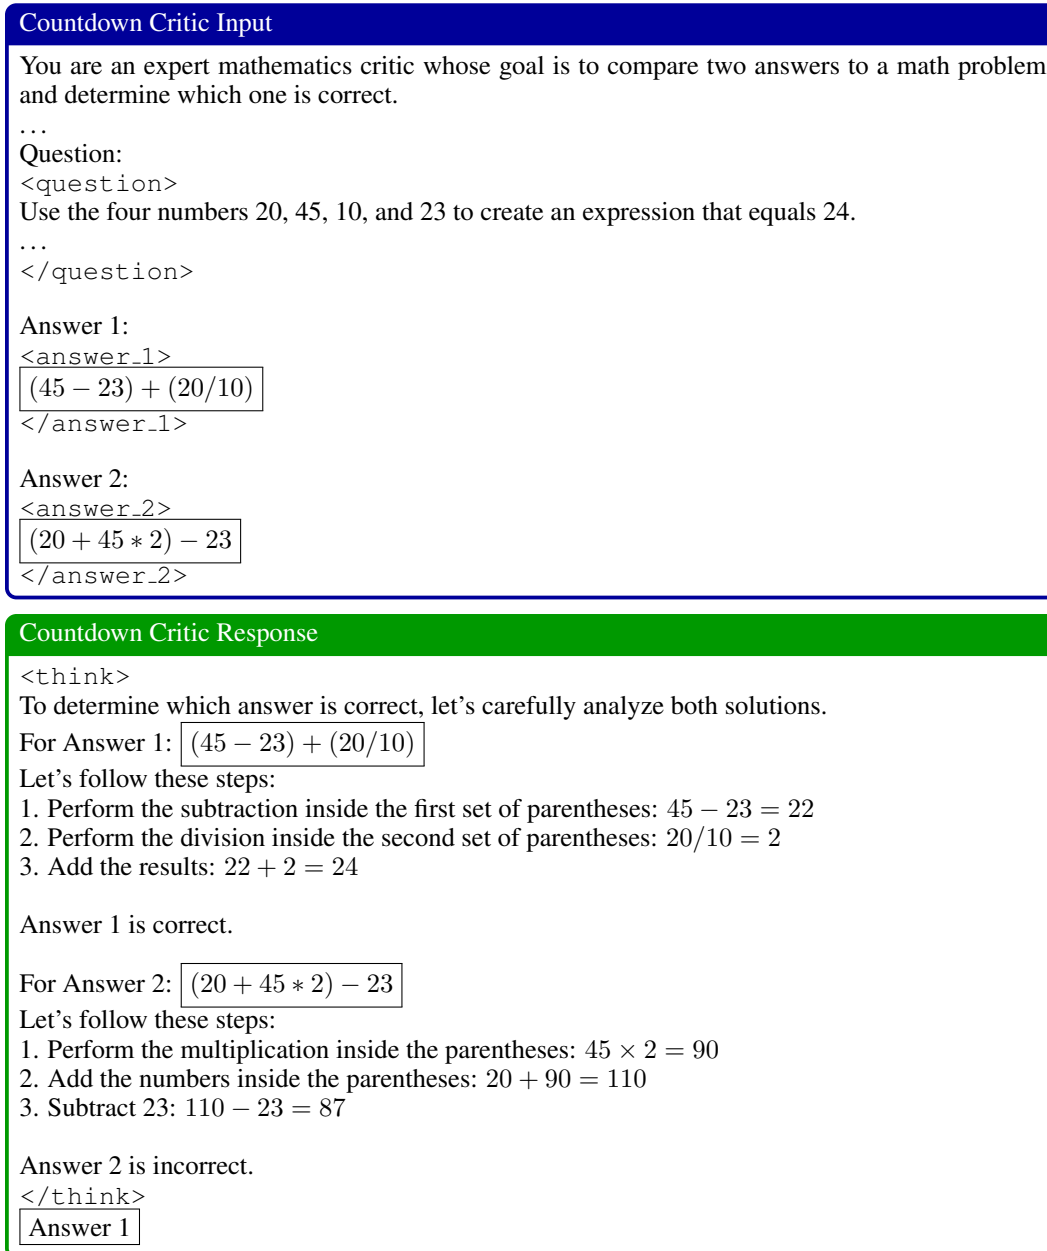 Countdown Critic Input
You are an expert mathematics critic whose goal is to compare two answers to a math problem
and determine which one is correct.
. . .
Question:
<question>
Use the four numbers 20, 45, 10, and 23 to create an expression that equals 24.
. . .
</question>
Answer 1:
<answer_1>
(45 − 23) + (20/10)
</answer_1>
Answer 2:
<answer_2>
(20 + 45 ∗ 2) − 23
</answer_2>
Countdown Critic Response
<think>
To determine which answer is correct, let's carefully analyze both solutions.
For Answer 1: (45 − 23) + (20/10)
Let's follow these steps:
1. Perform the subtraction inside the first set of parentheses: 45 − 23 = 22
2. Perform the division inside the second set of parentheses: 20/10 = 2
3. Add the results: 22 + 2 = 24
Answer 1 is correct.
For Answer 2: (20 + 45 ∗ 2) − 23
Let's follow these steps:
1. Perform the multiplication inside the parentheses: 45 × 2 = 90
2. Add the numbers inside the parentheses: 20 + 90 = 110
3. Subtract 23: 110 − 23 = 87
Answer 2 is incorrect.
</think>
Answer 1